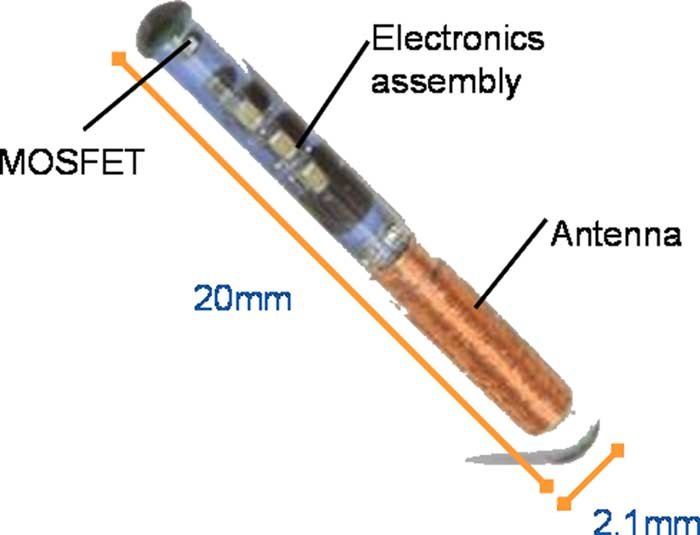 Electronics
assembly
MOSFET
Antenna
20mm
2.1mm